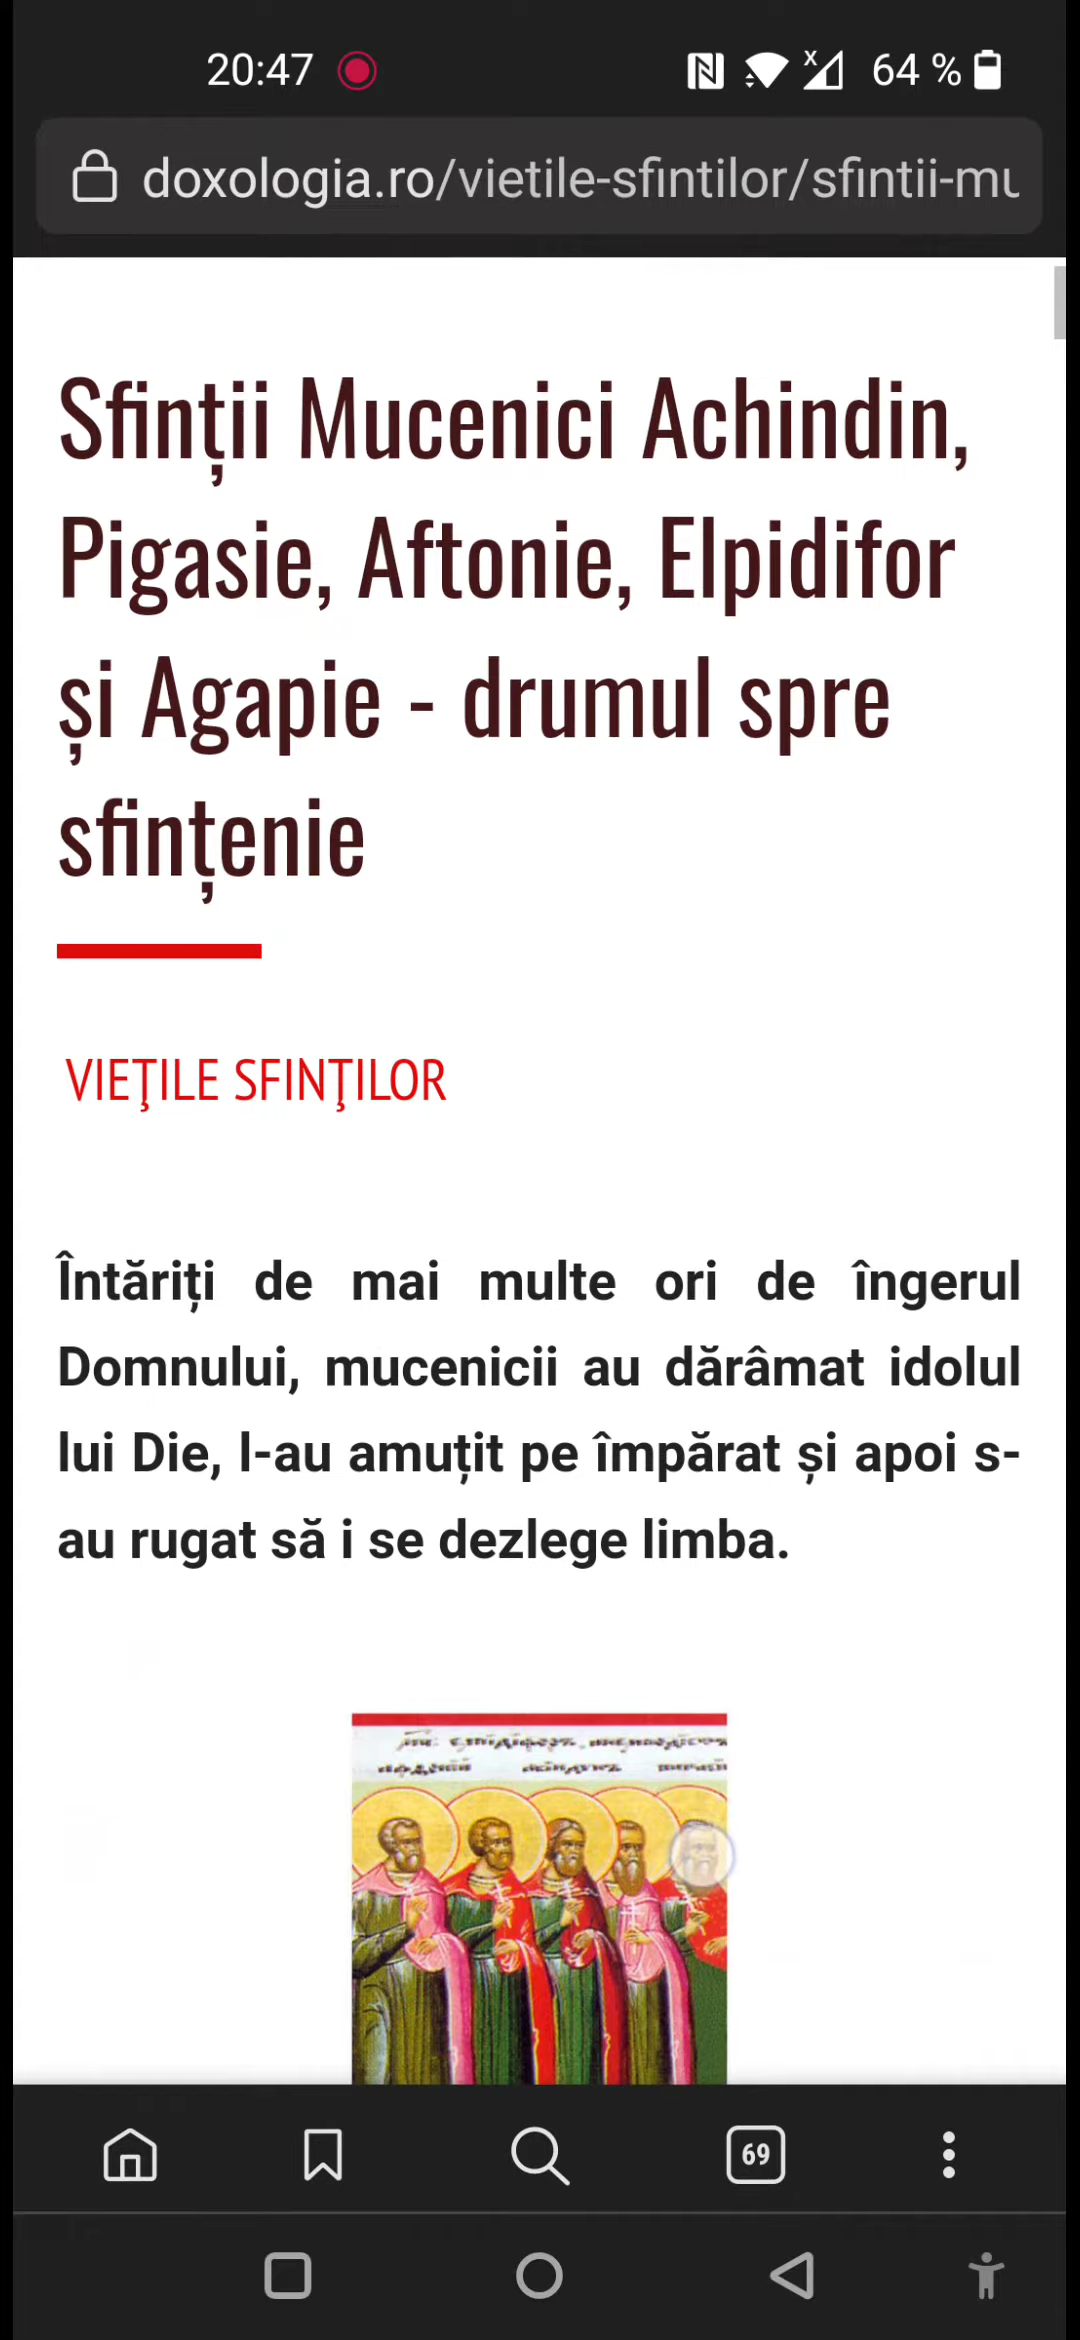 20:47
64 %
doxologia.ro/vietile-sfintilor/sfintii-mu
Sfinții Mucenici Achindin,
Pigasie, Aftonie, Elpidifor
și Agapie - drumul spre
sfințenie
VIEŢILE SFINŢILOR
Întăriți de mai multe ori de îngerul
Domnului, mucenicii au dărâmat idolul
lui Die, l-au amuțit pe împărat și apoi s-
au rugat să i se dezlege limba.
69